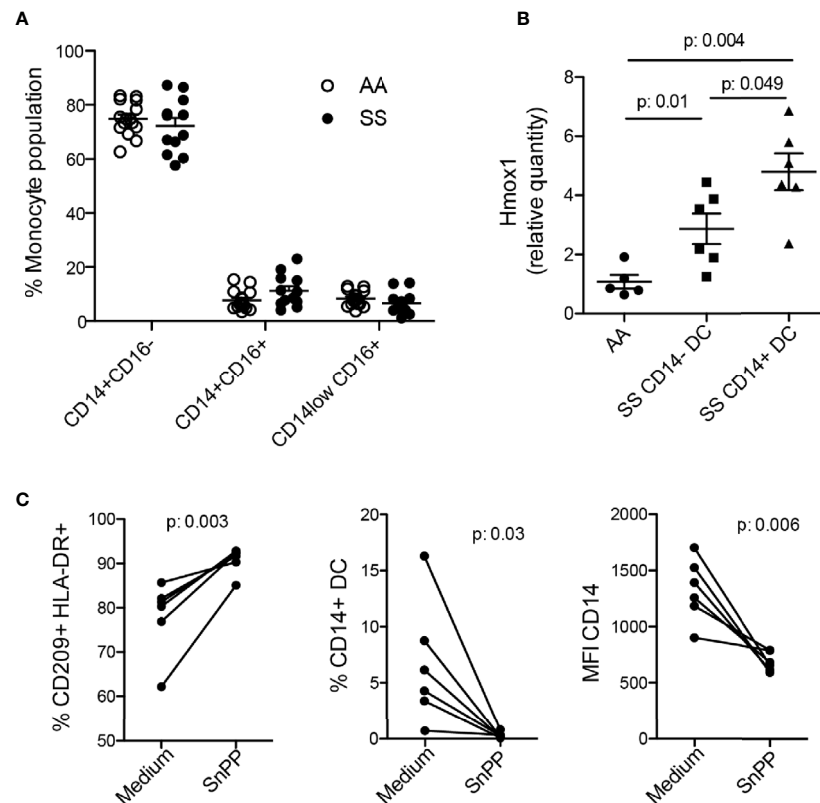 A
% Monocyte population
100
80
60
40
20
0
AA
SS
CD14+CD16-
CD14+CD16+
CD14low CD16+
B
Hmox1
(relative quantity)
8
6
4
2
0
p: 0.004
p: 0.01
p: 0.049
AA
SS CD14- DC
SS CD14+ DC
C
% CD209+ HLA-DR+
100
90
80
70
60
50
p: 0.003
Medium
SnPP
% CD14+ DC
20
15
10
5
0
p: 0.03
Medium
SnPP
MFI CD14
2000
1500
1000
500
0
p: 0.006
Medium
SnPP